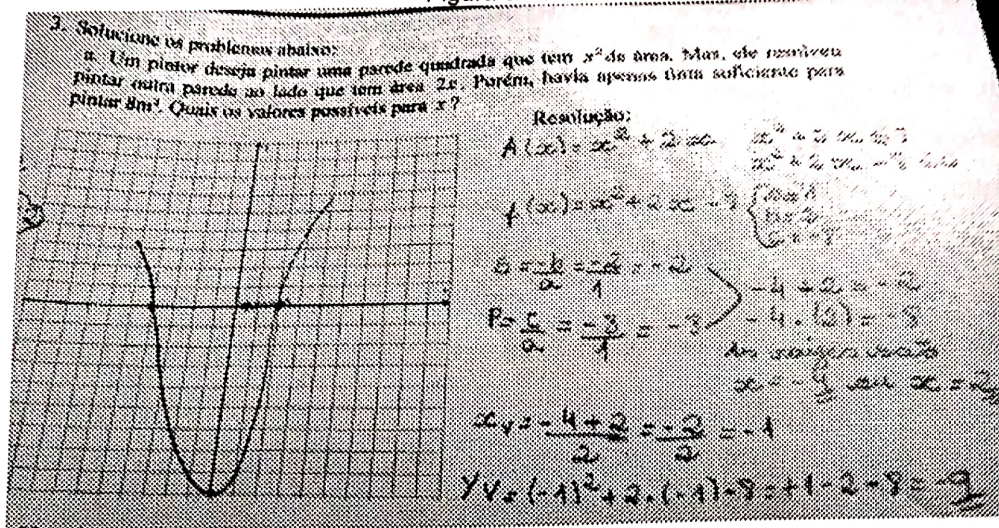 3. Solucione os problemas abaixo:
a. Um pintor deseja pintar uma parede quadrada que tem x² de área. Mas, ele resolveu
pintar outra parede ao lado que tem área 2x. Porém, havia apenas tinta suficiente para
pintar 8m². Quais os valores possíveis para x?
Resolução:
A(x) = x² + 2x
A(x) = x² + 2x - 8
S = -b/a = -2/1 = -2
P = c/a = -8/1 = -8
-4 + 2 = -2
-4 . (2) = -8
As raízes
x = -4 ou x = 2
xv = -4+2/2 = -2/2 = -1
Yv = (-1)² + 2.(-1) - 8 = +1 - 2 - 8 = -9